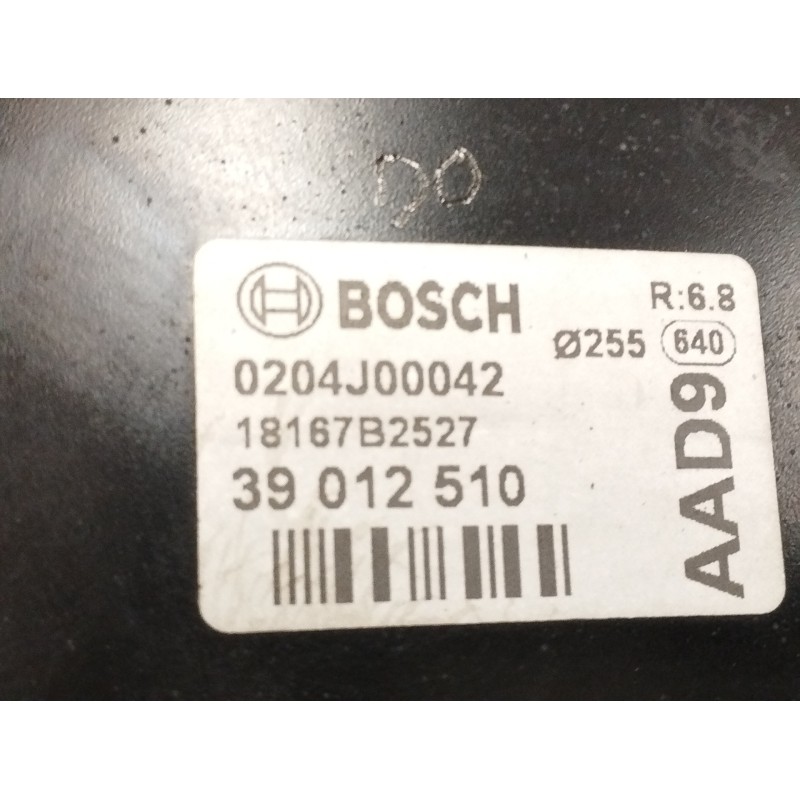 DO
BOSCH
R:6.8
Ø255 640
0204J00042
18167B2527
39 012 510
AAD9